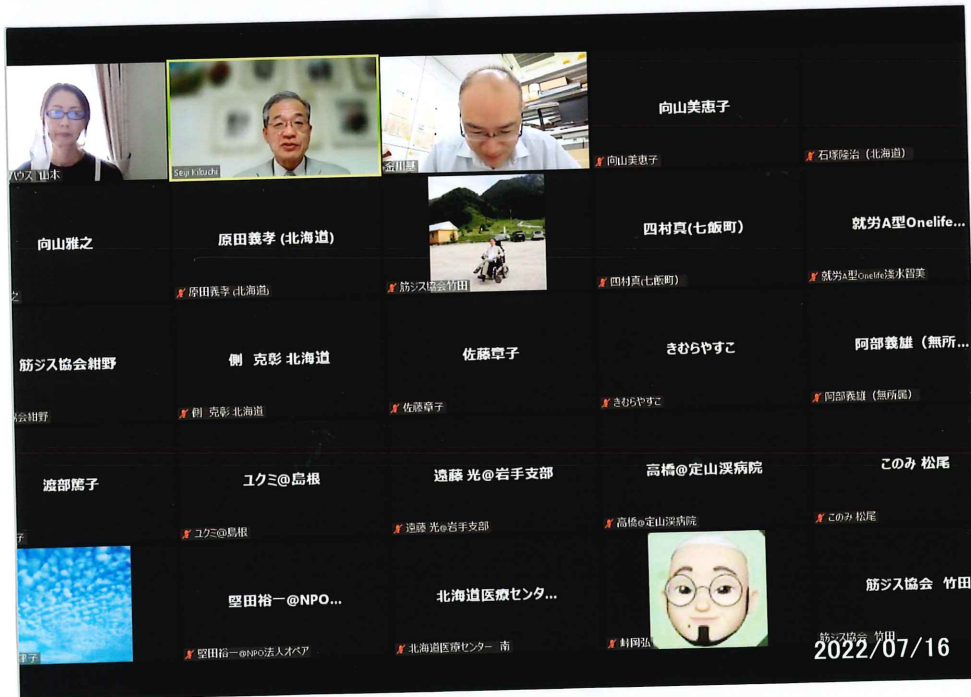 ハウス 山本
Seiji Kikuchi
向山美恵子
向山美恵子
石塚隆治（北海道）
向山雅之
之
原田義孝 (北海道)
原田義孝 (北海道)
筋ジス協会竹田
四村真(七飯町)
四村真(七飯町)
就労A型Onelife...
就労A型Onelife淺水智美
筋ジス協会紺野
協会紺野
側 克彰 北海道
側 克彰 北海道
佐藤章子
佐藤章子
きむらやすこ
きむらやすこ
阿部義雄（無所...
阿部義雄（無所属）
渡部篤子
子
ユクミ@島根
ユクミ@島根
遠藤 光@岩手支部
遠藤 光@岩手支部
高橋@定山渓病院
高橋@定山渓病院
このみ 松尾
このみ 松尾
津子
堅田裕一@NPO...
堅田裕一@NPO法人オペア
北海道医療センタ...
北海道医療センター 南
峠岡弘
筋ジス協会 竹田
筋ジス協会 竹田
2022/07/16